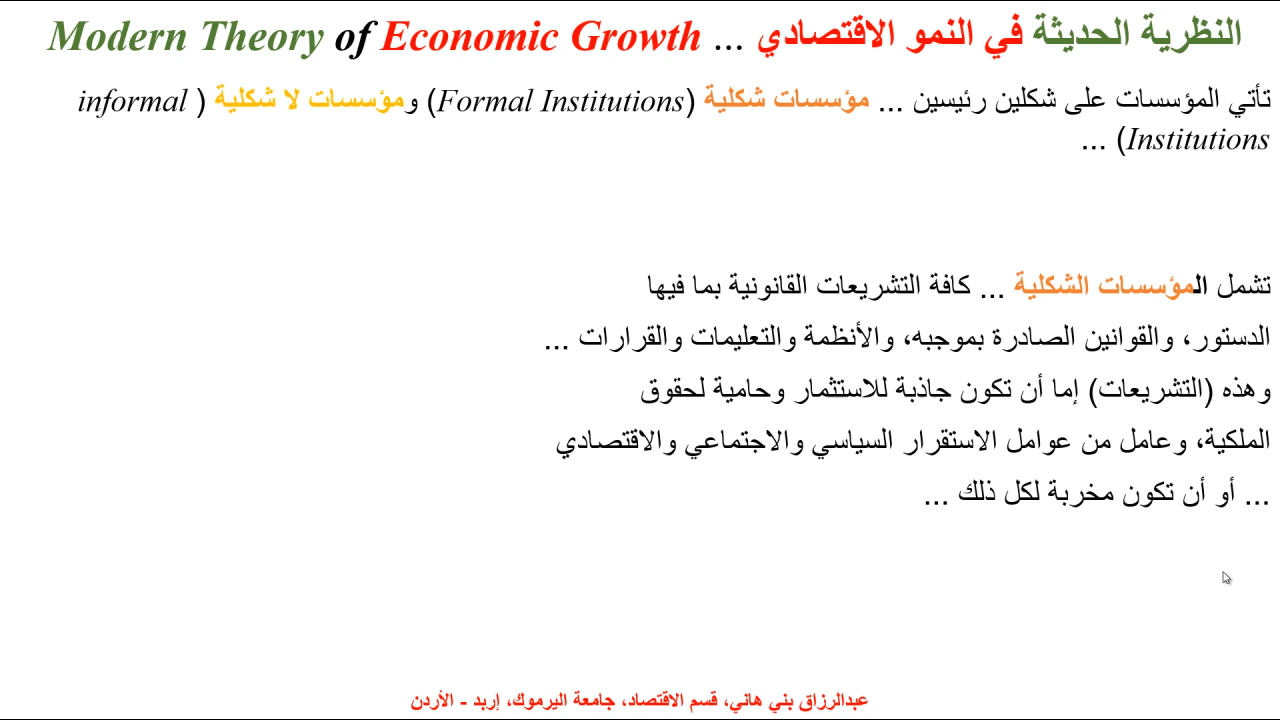 النظرية الحديثة في النمو الاقتصادي ... Modern Theory of Economic Growth
تأتي المؤسسات على شكلين رئيسين ... مؤسسات شكلية (Formal Institutions) ومؤسسات لا شكلية (informal
Institutions) ...
تشمل المؤسسات الشكلية ... كافة التشريعات القانونية بما فيها
الدستور، والقوانين الصادرة بموجبه، والأنظمة والتعليمات والقرارات ...
وهذه (التشريعات) إما أن تكون جاذبة للاستثمار وحامية لحقوق
الملكية، وعامل من عوامل الاستقرار السياسي والاجتماعي والاقتصادي
... أو أن تكون مخربة لكل ذلك ...
عبدالرزاق بني هاني، قسم الاقتصاد، جامعة اليرموك، إربد - الأردن